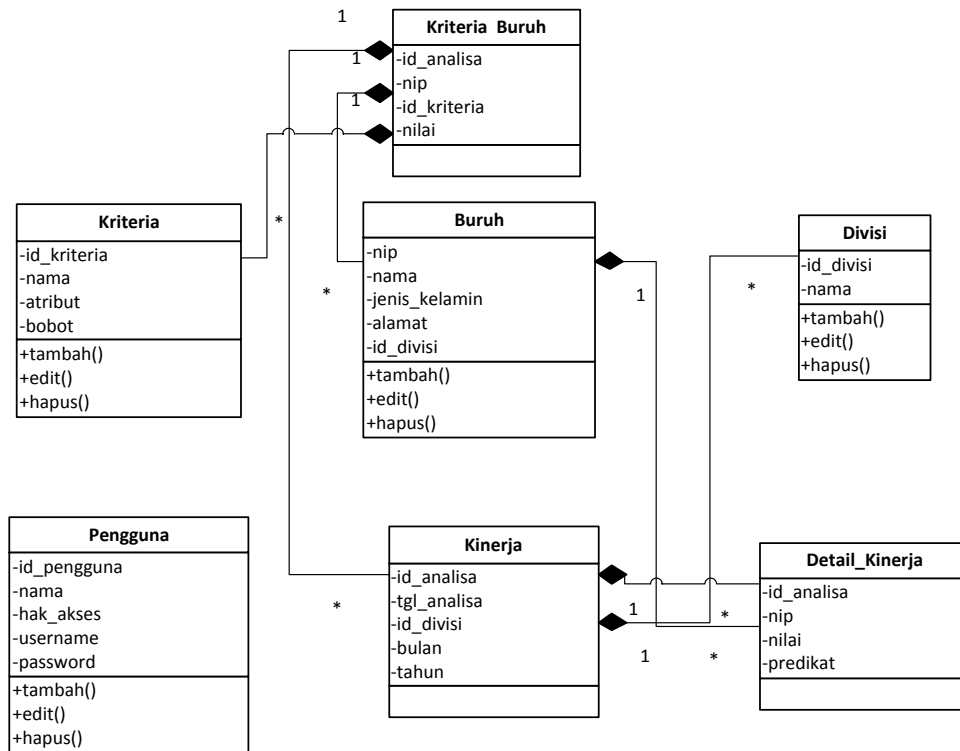 1
Kriteria_Buruh
-id_analisa
-nip
-id_kriteria
-nilai
1
1
Kriteria
-id_kriteria
-nama
-atribut
-bobot
+tambah()
+edit()
+hapus()
*
*
Buruh
-nip
-nama
-jenis_kelamin
-alamat
-id_divisi
+tambah()
+edit()
+hapus()
1
*
Divisi
-id_divisi
-nama
+tambah()
+edit()
+hapus()
Pengguna
-id_pengguna
-nama
-hak_akses
-username
-password
+tambah()
+edit()
+hapus()
*
Kinerja
-id_analisa
-tgl_analisa
-id_divisi
-bulan
-tahun
1
1
*
*
Detail_Kinerja
-id_analisa
-nip
-nilai
-predikat